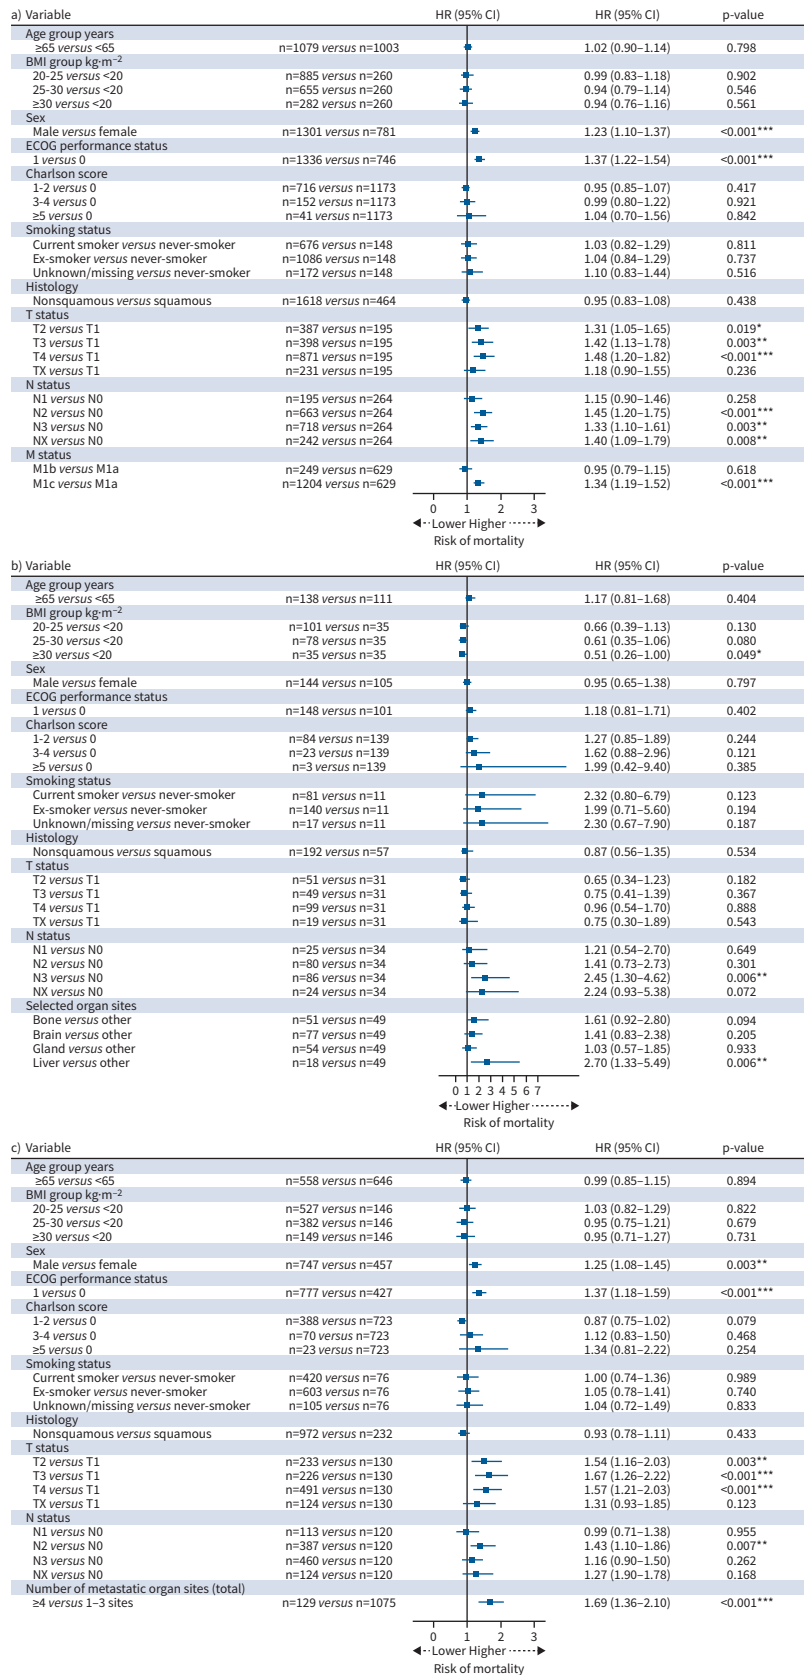 a) Variable HR (95% CI) HR (95% CI) p-value
Age group years
≥65 versus <65 n=1079 versus n=1003 1.02 (0.90–1.14) 0.798
BMI group kg·m−2
20-25 versus <20 n=885 versus n=260 0.99 (0.83–1.18) 0.902
25-30 versus <20 n=655 versus n=260 0.94 (0.79–1.14) 0.546
≥30 versus <20 n=282 versus n=260 0.94 (0.76–1.16) 0.561
Sex
Male versus female n=1301 versus n=781 1.23 (1.10–1.37) <0.001***
ECOG performance status
1 versus 0 n=1336 versus n=746 1.37 (1.22–1.54) <0.001***
Charlson score
1-2 versus 0 n=716 versus n=1173 0.95 (0.85–1.07) 0.417
3-4 versus 0 n=152 versus n=1173 0.99 (0.80–1.22) 0.921
≥5 versus 0 n=41 versus n=1173 1.04 (0.70–1.56) 0.842
Smoking status
Current smoker versus never-smoker n=676 versus n=148 1.03 (0.82–1.29) 0.811
Ex-smoker versus never-smoker n=1086 versus n=148 1.04 (0.84–1.29) 0.737
Unknown/missing versus never-smoker n=172 versus n=148 1.10 (0.83–1.44) 0.516
Histology
Nonsquamous versus squamous n=1618 versus n=464 0.95 (0.83–1.08) 0.438
T status
T2 versus T1 n=387 versus n=195 1.31 (1.05–1.65) 0.019*
T3 versus T1 n=398 versus n=195 1.42 (1.13–1.78) 0.003**
T4 versus T1 n=871 versus n=195 1.48 (1.20–1.82) <0.001***
TX versus T1 n=231 versus n=195 1.18 (0.90–1.55) 0.236
N status
N1 versus N0 n=195 versus n=264 1.15 (0.90–1.46) 0.258
N2 versus N0 n=663 versus n=264 1.45 (1.20–1.75) <0.001***
N3 versus N0 n=718 versus n=264 1.33 (1.10–1.61) 0.003**
NX versus N0 n=242 versus n=264 1.40 (1.09–1.79) 0.008**
M status
M1b versus M1a n=249 versus n=629 0.95 (0.79–1.15) 0.618
M1c versus M1a n=1204 versus n=629 1.34 (1.19–1.52) <0.001***
0 1 2 3
Lower Higher
Risk of mortality
b) Variable HR (95% CI) HR (95% CI) p-value
Age group years
≥65 versus <65 n=138 versus n=111 1.17 (0.81–1.68) 0.404
BMI group kg·m−2
20-25 versus <20 n=101 versus n=35 0.66 (0.39–1.13) 0.130
25-30 versus <20 n=78 versus n=35 0.61 (0.35–1.06) 0.080
≥30 versus <20 n=35 versus n=35 0.51 (0.26–1.00) 0.049*
Sex
Male versus female n=144 versus n=105 0.95 (0.65–1.38) 0.797
ECOG performance status
1 versus 0 n=148 versus n=101 1.18 (0.81–1.71) 0.402
Charlson score
1-2 versus 0 n=84 versus n=139 1.27 (0.85–1.89) 0.244
3-4 versus 0 n=23 versus n=139 1.62 (0.88–2.96) 0.121
≥5 versus 0 n=3 versus n=139 1.99 (0.42–9.40) 0.385
Smoking status
Current smoker versus never-smoker n=81 versus n=11 2.32 (0.80–6.79) 0.123
Ex-smoker versus never-smoker n=140 versus n=11 1.99 (0.71–5.60) 0.194
Unknown/missing versus never-smoker n=17 versus n=11 2.30 (0.67–7.90) 0.187
Histology
Nonsquamous versus squamous n=192 versus n=57 0.87 (0.56–1.35) 0.534
T status
T2 versus T1 n=51 versus n=31 0.65 (0.34–1.23) 0.182
T3 versus T1 n=49 versus n=31 0.75 (0.41–1.39) 0.367
T4 versus T1 n=99 versus n=31 0.96 (0.54–1.70) 0.888
TX versus T1 n=19 versus n=31 0.75 (0.30–1.89) 0.543
N status
N1 versus N0 n=25 versus n=34 1.21 (0.54–2.70) 0.649
N2 versus N0 n=80 versus n=34 1.41 (0.73–2.73) 0.301
N3 versus N0 n=86 versus n=34 2.45 (1.30–4.62) 0.006**
NX versus N0 n=24 versus n=34 2.24 (0.93–5.38) 0.072
Selected organ sites
Bone versus other n=51 versus n=49 1.61 (0.92–2.80) 0.094
Brain versus other n=77 versus n=49 1.41 (0.83–2.38) 0.205
Gland versus other n=54 versus n=49 1.03 (0.57–1.85) 0.933
Liver versus other n=18 versus n=49 2.70 (1.33–5.49) 0.006**
0 1 2 3 4 5 6 7
Lower Higher
Risk of mortality
c) Variable HR (95% CI) HR (95% CI) p-value
Age group years
≥65 versus <65 n=558 versus n=646 0.99 (0.85–1.15) 0.894
BMI group kg·m−2
20-25 versus <20 n=527 versus n=146 1.03 (0.82–1.29) 0.822
25-30 versus <20 n=382 versus n=146 0.95 (0.75–1.21) 0.679
≥30 versus <20 n=149 versus n=146 0.95 (0.71–1.27) 0.731
Sex
Male versus female n=747 versus n=457 1.25 (1.08–1.45) 0.003**
ECOG performance status
1 versus 0 n=777 versus n=427 1.37 (1.18–1.59) <0.001***
Charlson score
1-2 versus 0 n=388 versus n=723 0.87 (0.75–1.02) 0.079
3-4 versus 0 n=70 versus n=723 1.12 (0.83–1.50) 0.468
≥5 versus 0 n=23 versus n=723 1.34 (0.81–2.22) 0.254
Smoking status
Current smoker versus never-smoker n=420 versus n=76 1.00 (0.74–1.36) 0.989
Ex-smoker versus never-smoker n=603 versus n=76 1.05 (0.78–1.41) 0.740
Unknown/missing versus never-smoker n=105 versus n=76 1.04 (0.72–1.49) 0.833
Histology
Nonsquamous versus squamous n=972 versus n=232 0.93 (0.78–1.11) 0.433
T status
T2 versus T1 n=233 versus n=130 1.54 (1.16–2.03) 0.003**
T3 versus T1 n=226 versus n=130 1.67 (1.26–2.22) <0.001***
T4 versus T1 n=491 versus n=130 1.57 (1.21–2.03) <0.001***
TX versus T1 n=124 versus n=130 1.31 (0.93–1.85) 0.123
N status
N1 versus N0 n=113 versus n=120 0.99 (0.71–1.38) 0.955
N2 versus N0 n=387 versus n=120 1.43 (1.10–1.86) 0.007**
N3 versus N0 n=460 versus n=120 1.16 (0.90–1.50) 0.262
NX versus N0 n=124 versus n=120 1.27 (1.90–1.78) 0.168
Number of metastatic organ sites (total)
≥4 versus 1–3 sites n=129 versus n=1075 1.69 (1.36–2.10) <0.001***
0 1 2 3
Lower Higher
Risk of mortality